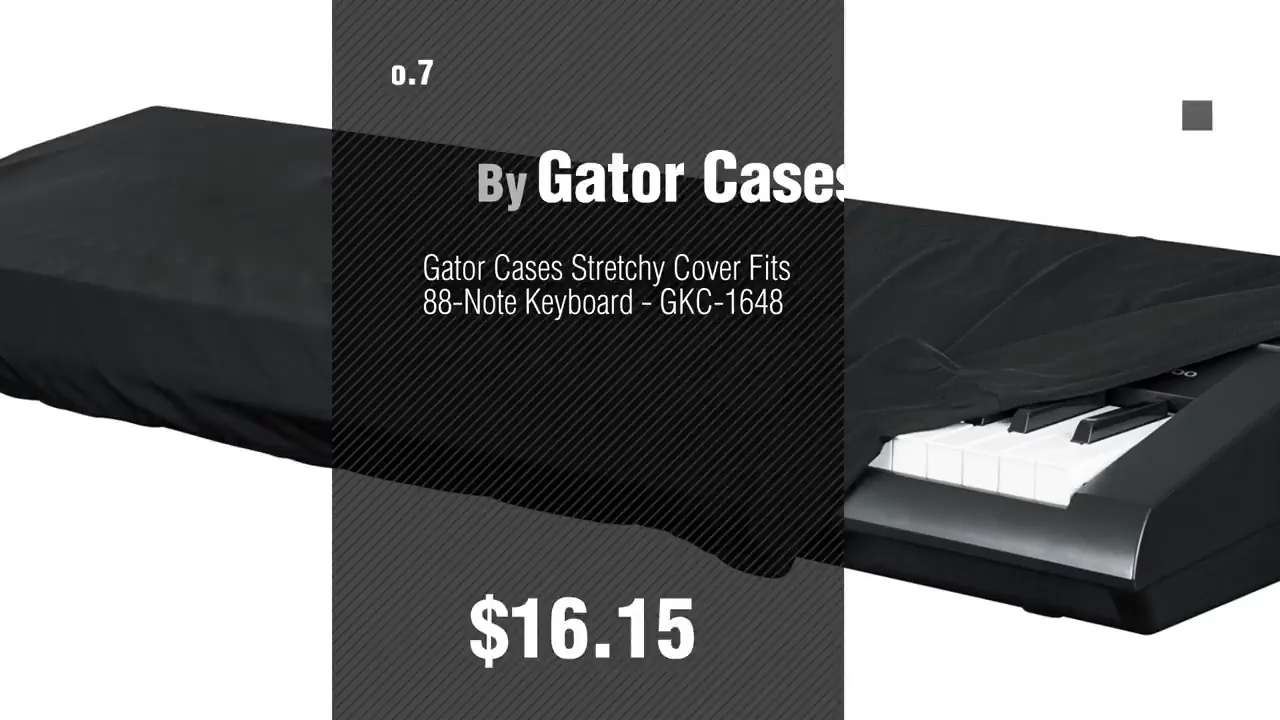 o.7
By Gator Cases
Gator Cases Stretchy Cover Fits
88-Note Keyboard - GKC-1648
$16.15